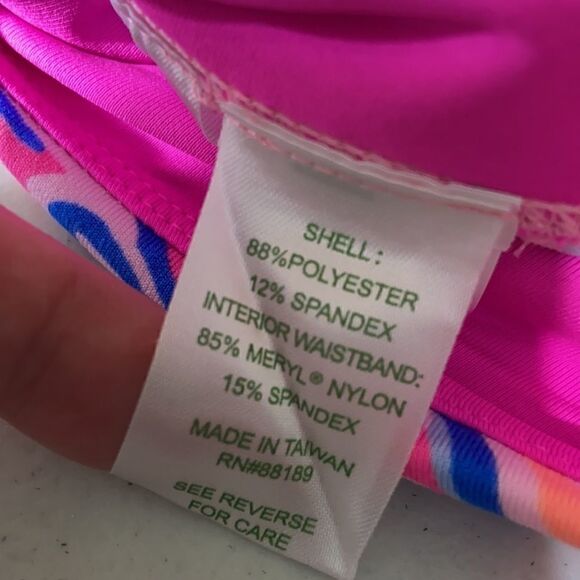 SHELL:
88%POLYESTER
12% SPANDEX
INTERIOR WAISTBAND:
85% MERYL® NYLON
15% SPANDEX
MADE IN TAIWAN
RN#88189
SEE REVERSE
FOR CARE